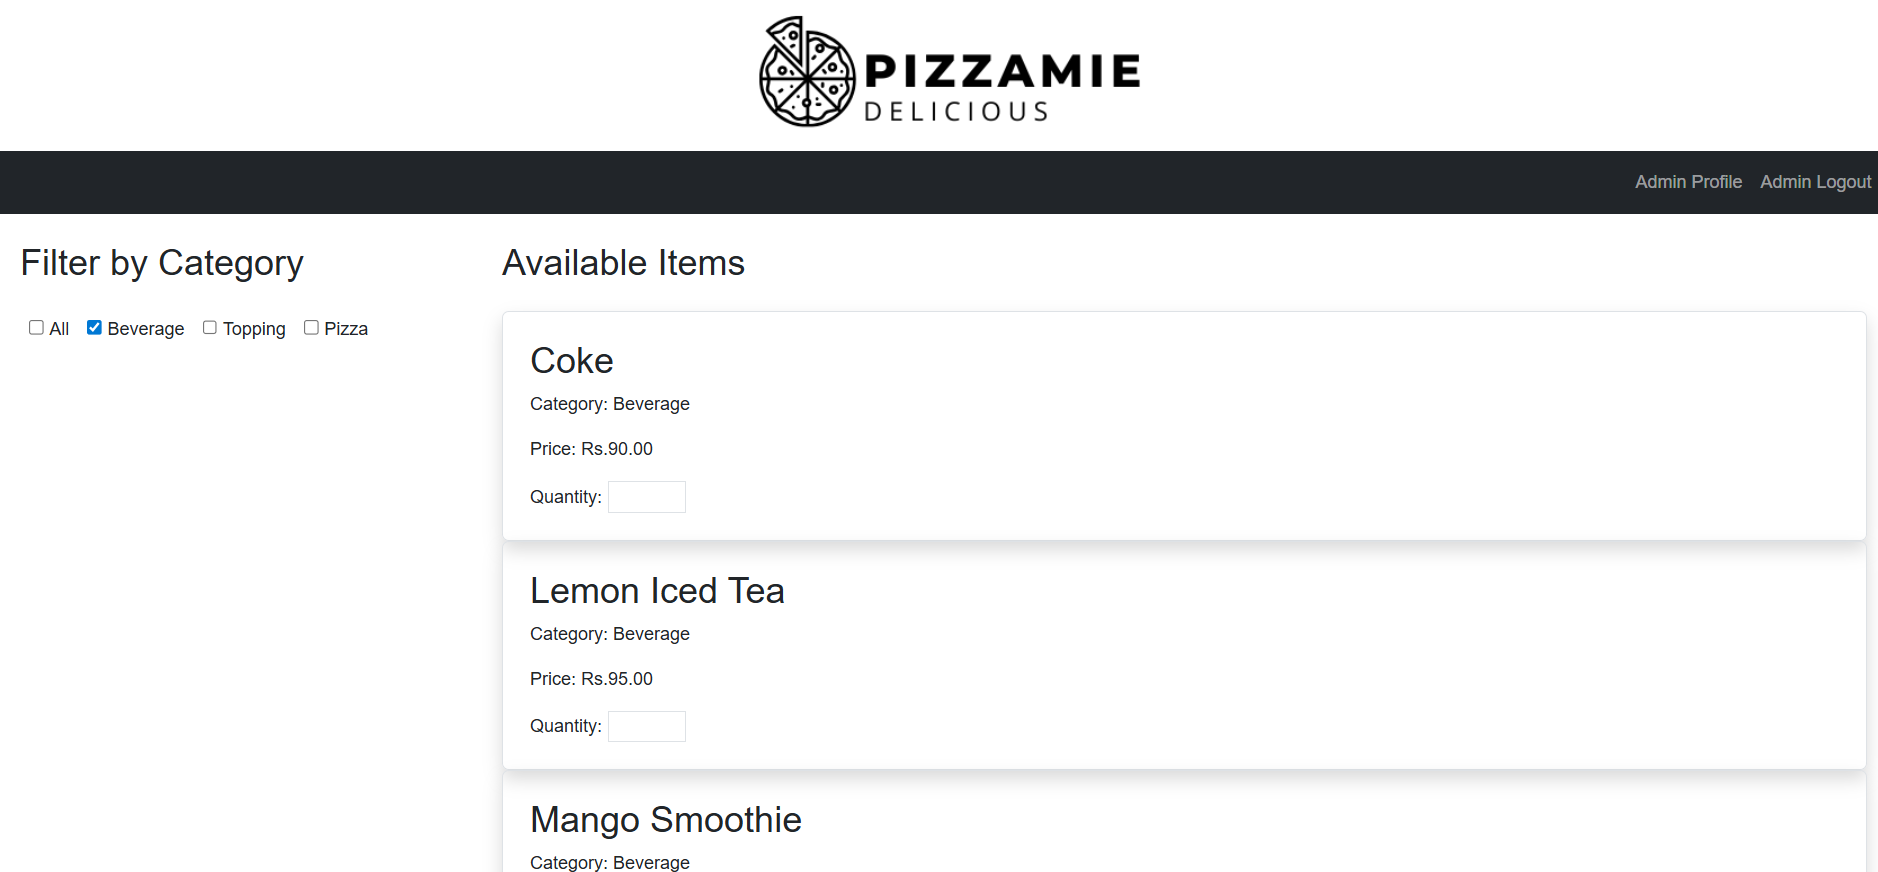 PIZZAMIE
DELICIOUS
Admin Profile Admin Logout
Filter by Category
All Beverage Topping Pizza
Available Items
Coke
Category: Beverage
Price: Rs.90.00
Quantity:
Lemon Iced Tea
Category: Beverage
Price: Rs.95.00
Quantity:
Mango Smoothie
Category: Beverage